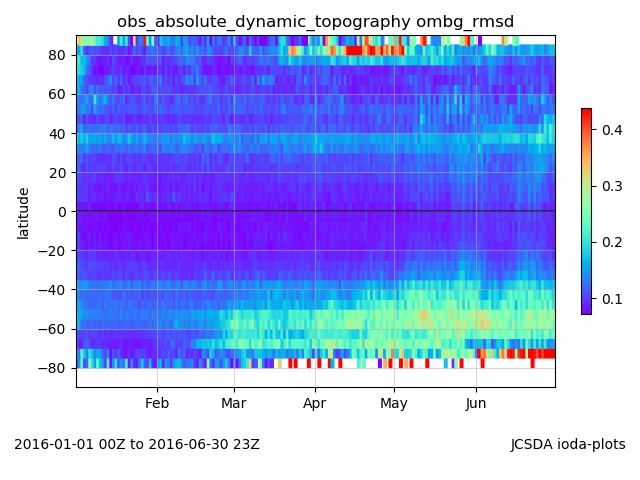 obs_absolute_dynamic_topography ombg_rmsd
80
60
40
20
0
−20
−40
−60
−80
latitude
Feb Mar Apr May Jun
0.4
0.3
0.2
0.1
2016-01-01 00Z to 2016-06-30 23Z
JCSDA ioda-plots